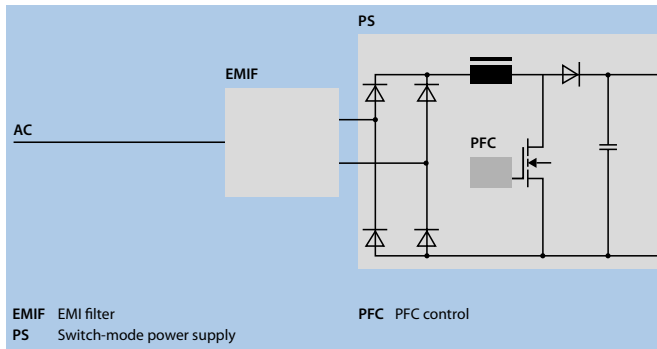 PS
EMIF
AC
PFC
EMIF EMI filter
PS Switch-mode power supply
PFC PFC control